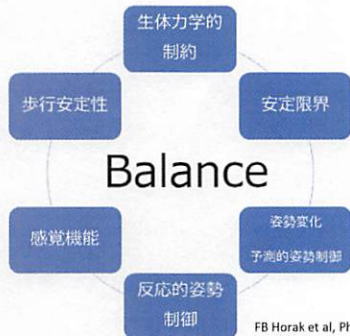 生体力学的
制約
歩行安定性
安定限界
Balance
感覚機能
姿勢変化
予測的姿勢制御
反応的姿勢
制御
FB Horak et al, Ph